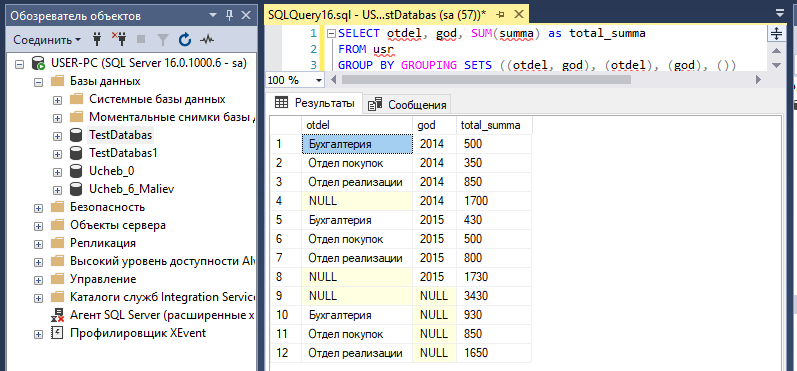 Обозреватель объектов
Соединить
USER-PC (SQL Server 16.0.1000.6 - sa)
Базы данных
Системные базы данных
Моментальные снимки базы д
TestDatabas
TestDatabas1
Ucheb_0
Ucheb_6_Maliev
Безопасность
Объекты сервера
Репликация
Высокий уровень доступности Al
Управление
Каталоги служб Integration Service
Агент SQL Server (расширенные х
Профилировщик XEvent
SQLQuery16.sql - US...stDatabas (sa (57))*
1 SELECT otdel, god, SUM(summa) as total_summa
2 FROM usr
3 GROUP BY GROUPING SETS ((otdel, god), (otdel), (god), ())
100 %
Результаты Сообщения
otdel god total_summa
1 Бухгалтерия 2014 500
2 Отдел покупок 2014 350
3 Отдел реализации 2014 850
4 NULL 2014 1700
5 Бухгалтерия 2015 430
6 Отдел покупок 2015 500
7 Отдел реализации 2015 800
8 NULL 2015 1730
9 NULL NULL 3430
10 Бухгалтерия NULL 930
11 Отдел покупок NULL 850
12 Отдел реализации NULL 1650